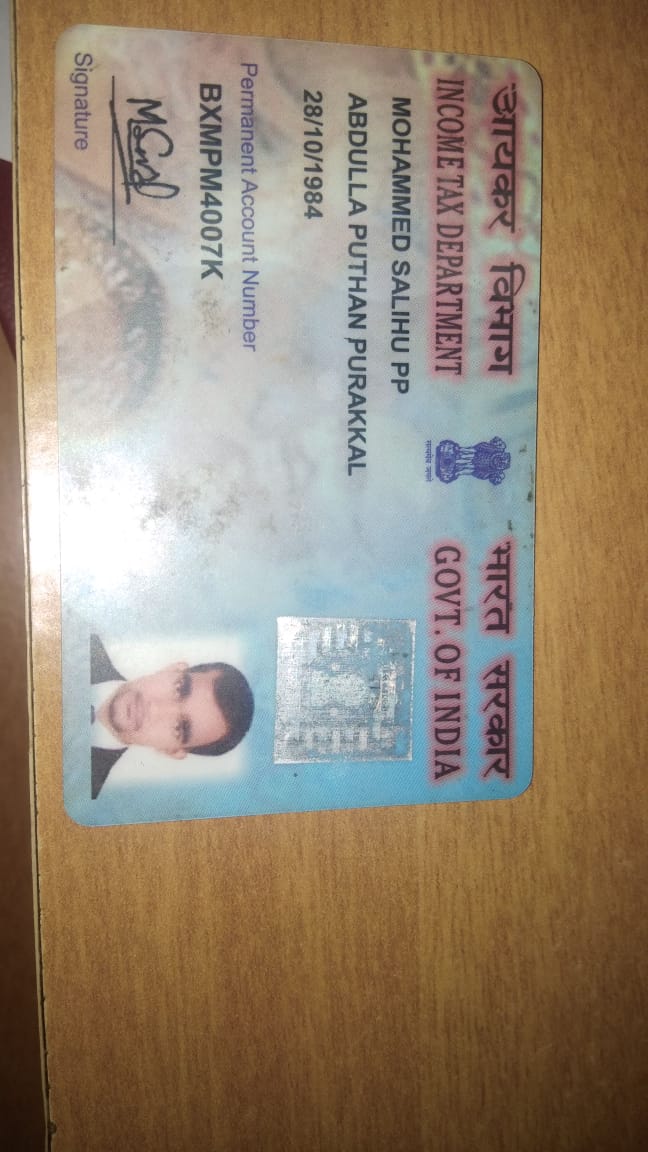 आयकर विभाग
INCOME TAX DEPARTMENT
भारत सरकार
GOVT. OF INDIA
सत्यमेव जयते
MOHAMMED SALIHU PP
ABDULLA PUTHAN PURAKKAL
28/10/1984
Permanent Account Number
BXMPM4007K
Signature